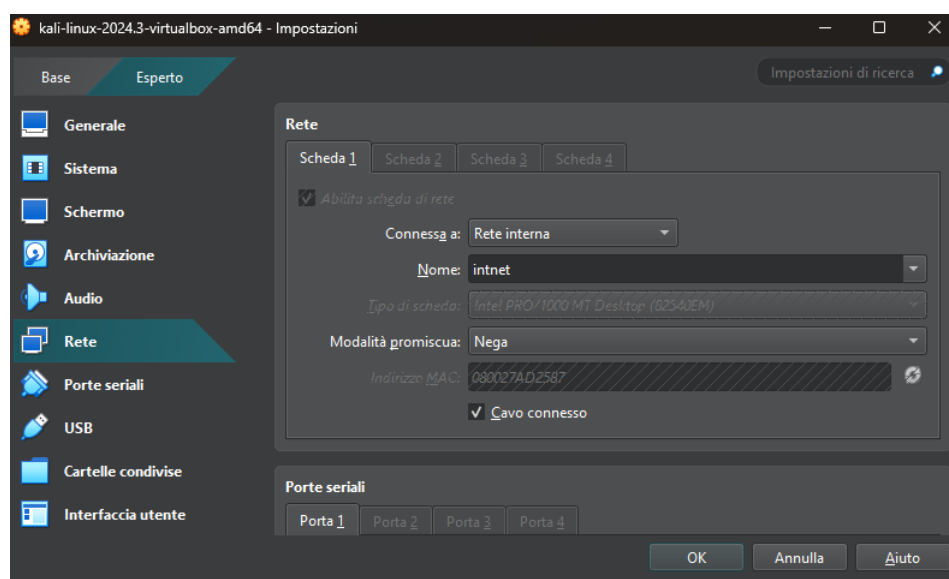 kali-linux-2024.3-virtualbox-amd64 - Impostazioni
Base Esperto
Impostazioni di ricerca
Generale
Sistema
Schermo
Archiviazione
Audio
Rete
Porte seriali
USB
Cartelle condivise
Interfaccia utente
Rete
Scheda 1 Scheda 2 Scheda 3 Scheda 4
Abilita scheda di rete
Connessa a: Rete interna
Nome: intnet
Tipo di scheda: Intel PRO/1000 MT Desktop (82540EM)
Modalità promiscua: Nega
Indirizzo MAC: 080027AD2587
Cavo connesso
Porte seriali
Porta 1 Porta 2 Porta 3 Porta 4
OK Annulla Aiuto